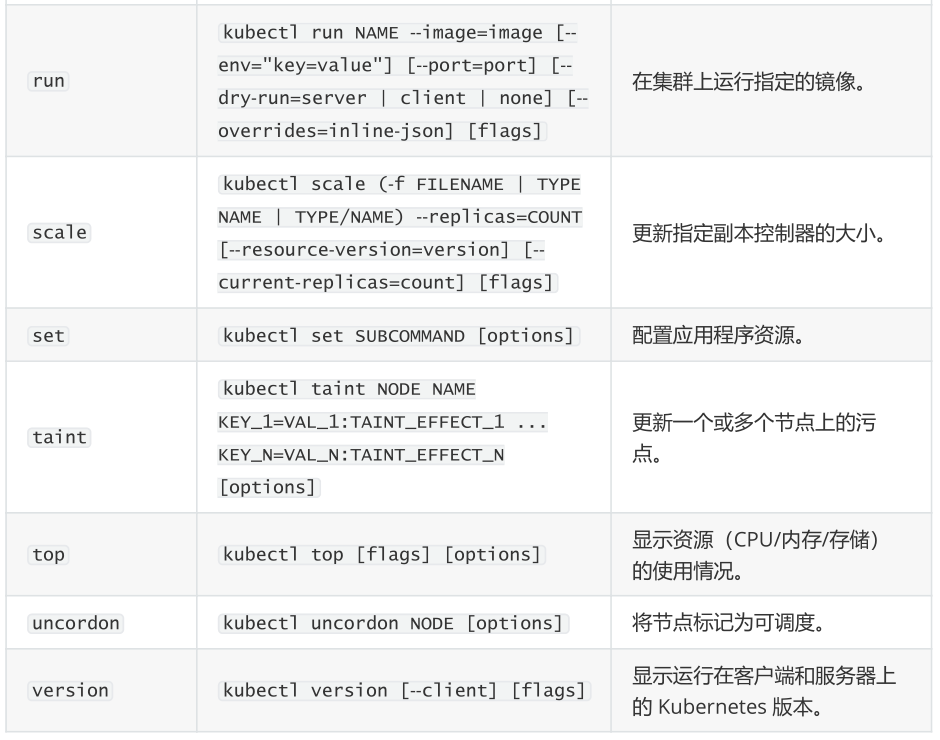 run
kubectl run NAME --image=image [--
env="key=value"] [--port=port] [--
dry-run=server | client | none] [--
overrides=inline-json] [flags]
在集群上运行指定的镜像。
scale
kubectl scale (-f FILENAME | TYPE
NAME | TYPE/NAME) --replicas=COUNT
[--resource-version=version] [--
current-replicas=count] [flags]
更新指定副本控制器的大小。
set
kubectl set SUBCOMMAND [options]
配置应用程序资源。
taint
kubectl taint NODE NAME
KEY_1=VAL_1:TAINT_EFFECT_1 ...
KEY_N=VAL_N:TAINT_EFFECT_N
[options]
更新一个或多个节点上的污
点。
top
kubectl top [flags] [options]
显示资源（CPU/内存/存储）
的使用情况。
uncordon
kubectl uncordon NODE [options]
将节点标记为可调度。
version
kubectl version [--client] [flags]
显示运行在客户端和服务器上
的 Kubernetes 版本。